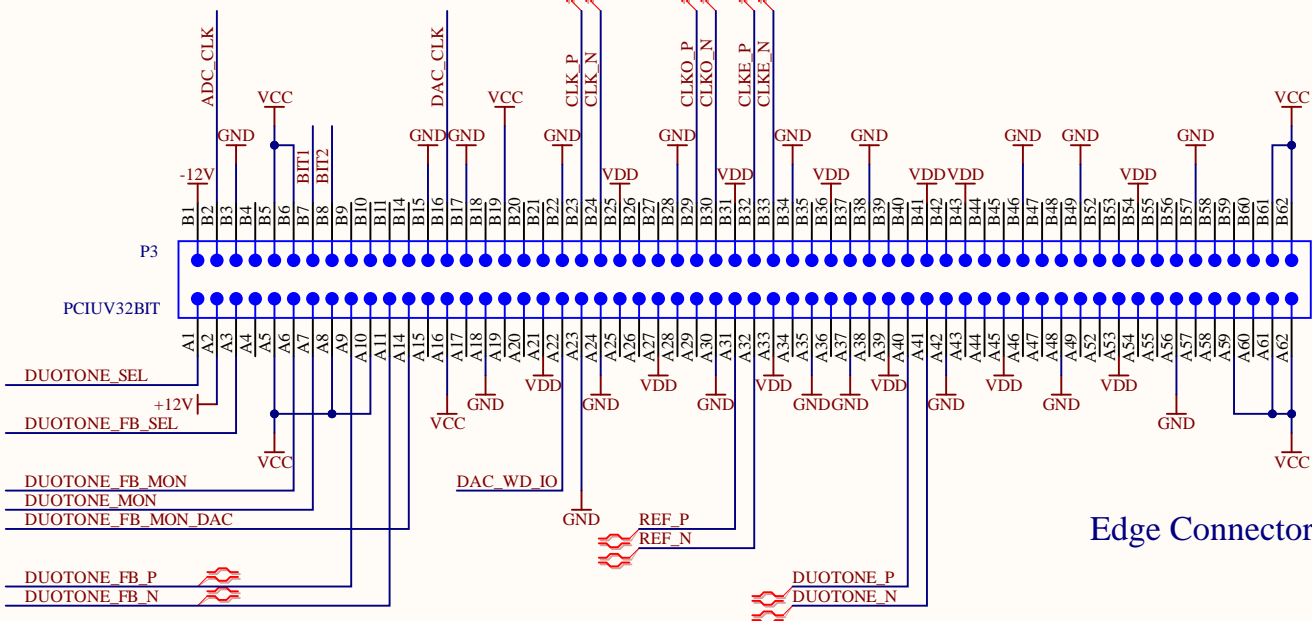 ADC_CLK
DAC_CLK
CLK_P
CLK_N
CLKO_P
CLKO_N
CLKE_P
CLKE_N
VCC
VCC
VCC
BIT1
BIT2
GND
GND
GND
GND
GND
GND
GND
GND
GND
GND
-12V
VDD
VDD
VDD
VDD
VDD
VDD
B1
B2
B3
B4
B5
B6
B7
B8
B9
B10
B11
B14
B15
B16
B17
B18
B19
B20
B21
B22
B23
B24
B25
B26
B27
B28
B29
B30
B31
B32
B33
B34
B35
B36
B37
B38
B39
B40
B41
B42
B43
B44
B45
B46
B47
B48
B49
B52
B53
B54
B55
B56
B57
B58
B59
B60
B61
B62
P3
PCIUV32BIT
A1
A2
A3
A4
A5
A6
A7
A8
A9
A10
A11
A14
A15
A16
A17
A18
A19
A20
A21
A22
A23
A24
A25
A26
A27
A28
A29
A30
A31
A32
A33
A34
A35
A36
A37
A38
A39
A40
A41
A42
A43
A44
A45
A46
A47
A48
A49
A52
A53
A54
A55
A56
A57
A58
A59
A60
A61
A62
DUOTONE_SEL
VDD
VDD
VDD
VDD
VDD
VDD
+12V
GND
GND
GND
GND
GND
GND
GND
DUOTONE_FB_SEL
VCC
GND
VCC
VCC
DUOTONE_FB_MON
DAC_WD_IO
DUOTONE_MON
DUOTONE_FB_MON_DAC
GND
REF_P
REF_N
Edge Connector
DUOTONE_FB_P
DUOTONE_P
DUOTONE_FB_N
DUOTONE_N